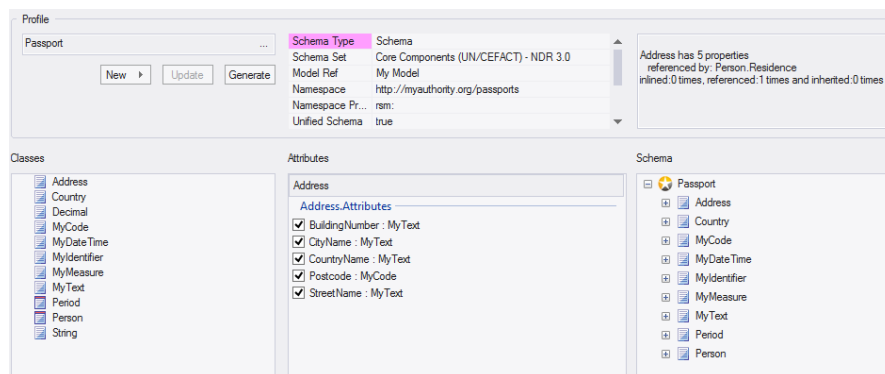 Profile
Passport ...
New Update Generate
Schema Type Schema
Schema Set Core Components (UN/CEFACT) - NDR 3.0
Model Ref My Model
Namespace http://myauthority.org/passports
Namespace Pr... rsm:
Unified Schema true
Address has 5 properties
referenced by: Person.Residence
inlined:0 times, referenced:1 times and inherited:0 times
Classes
Address
Country
Decimal
MyCode
MyDateTime
MyIdentifier
MyMeasure
MyText
Period
Person
String
Attributes
Address
Address.Attributes
BuildingNumber : MyText
CityName : MyText
CountryName : MyText
Postcode : MyCode
StreetName : MyText
Schema
Passport
Address
Country
MyCode
MyDateTime
MyIdentifier
MyMeasure
MyText
Period
Person